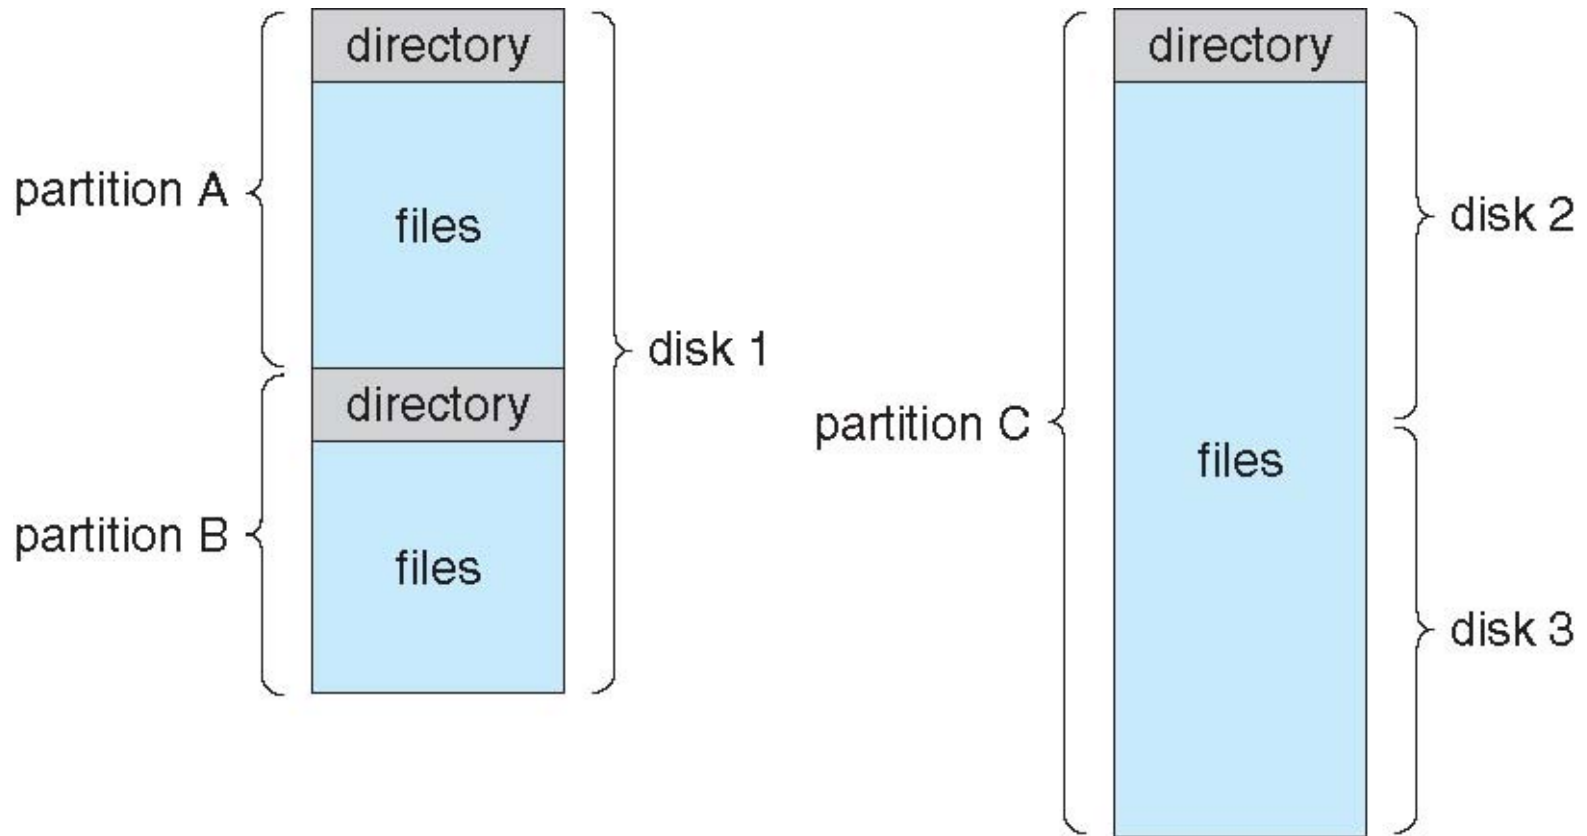 directory
partition A
files
directory
partition B
files
disk 1
directory
partition C
files
disk 2
disk 3